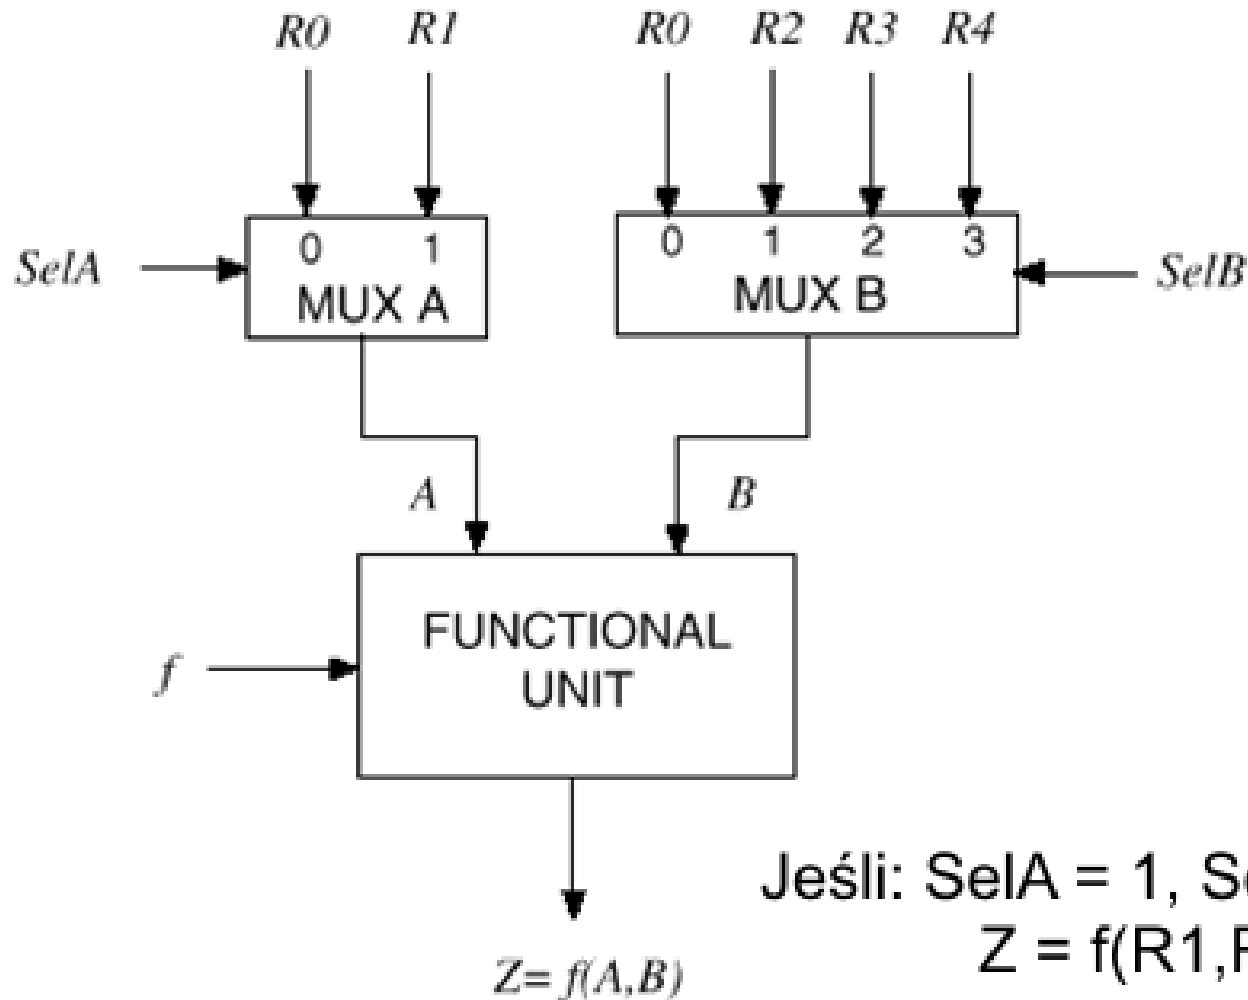 R0 R1 R0 R2 R3 R4
0 1 0 1 2 3
SelA MUX A MUX B SelB
A B
FUNCTIONAL
f UNIT
Jeśli: SelA = 1, S
Z = f(R1,
Z= f(A,B)